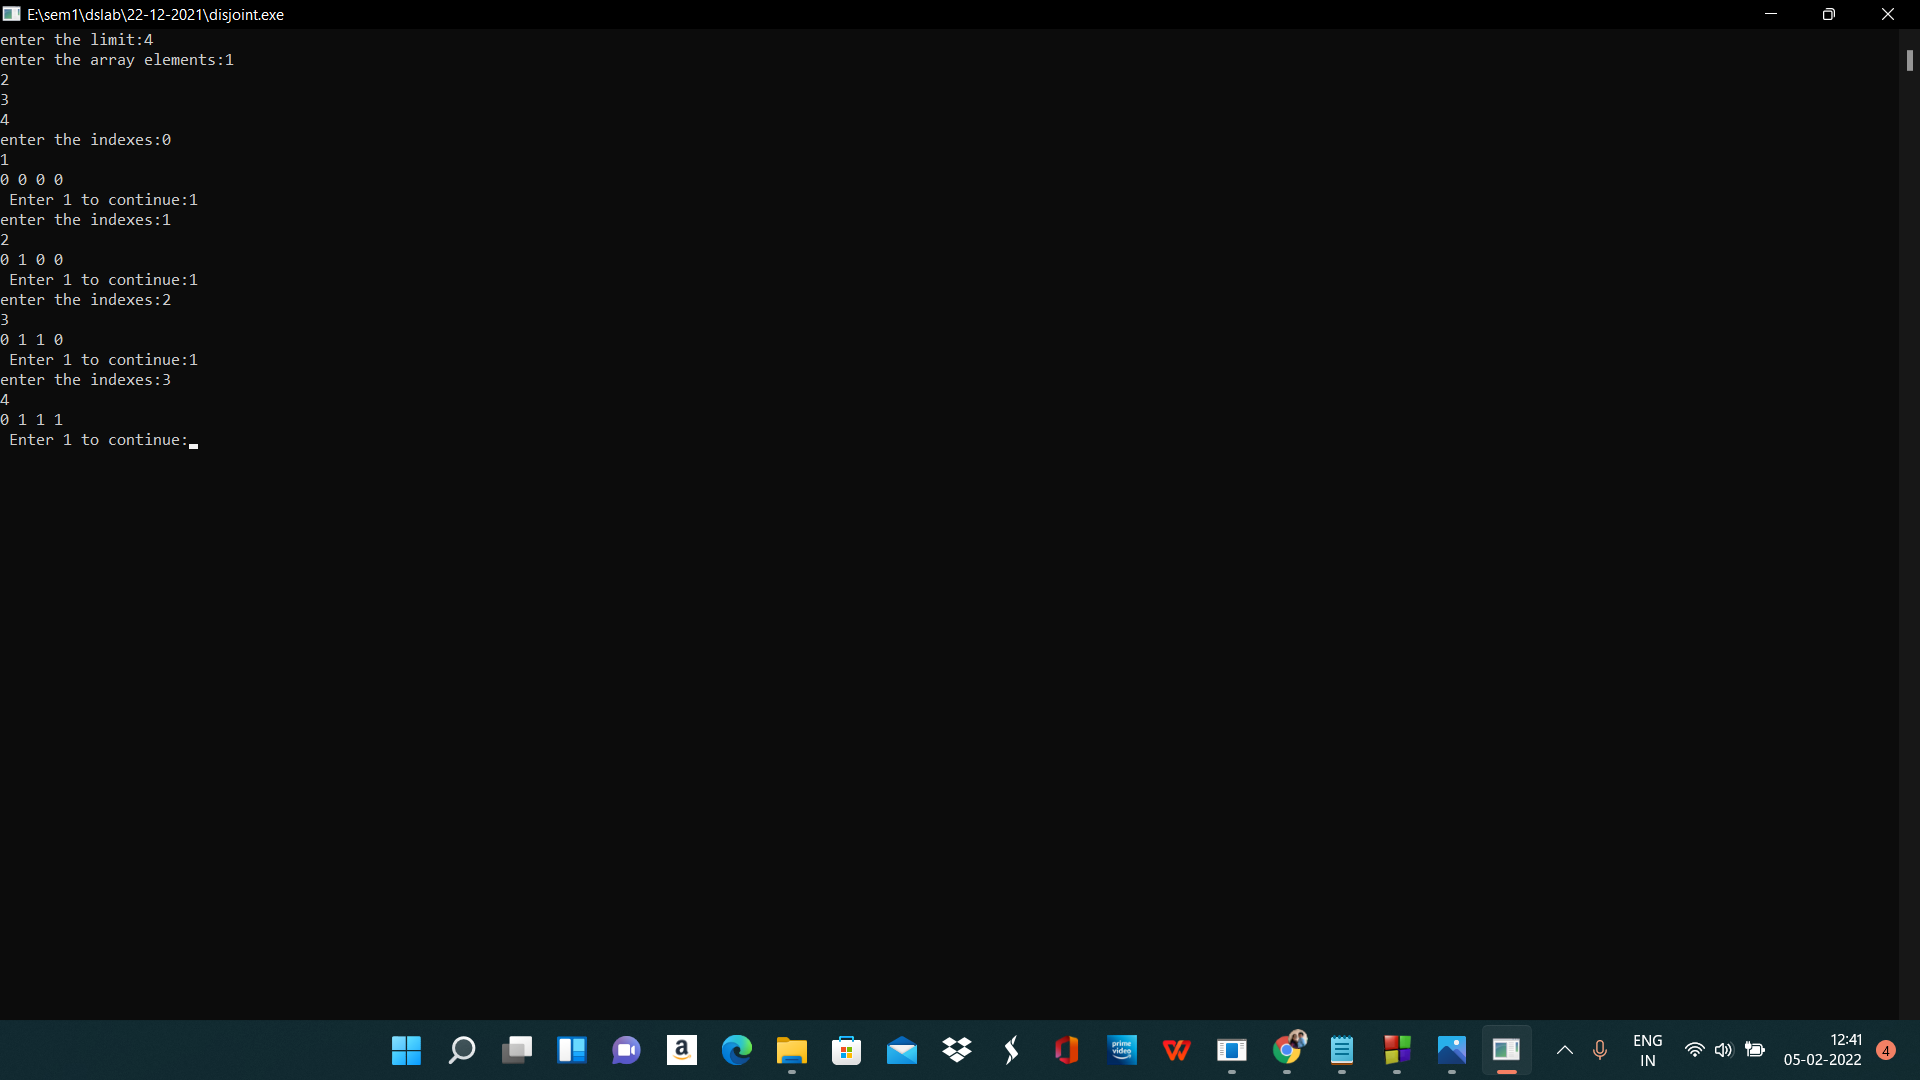 E:\sem1\dslab\22-12-2021\disjoint.exe
enter the limit:4
enter the array elements:1
2
3
4
enter the indexes:0
1
0 0 0 0
 Enter 1 to continue:1
enter the indexes:1
2
0 1 0 0
 Enter 1 to continue:1
enter the indexes:2
3
0 1 1 0
 Enter 1 to continue:1
enter the indexes:3
4
0 1 1 1
 Enter 1 to continue:
a
prime
video
W
ENG
IN
12:41
05-02-2022
4